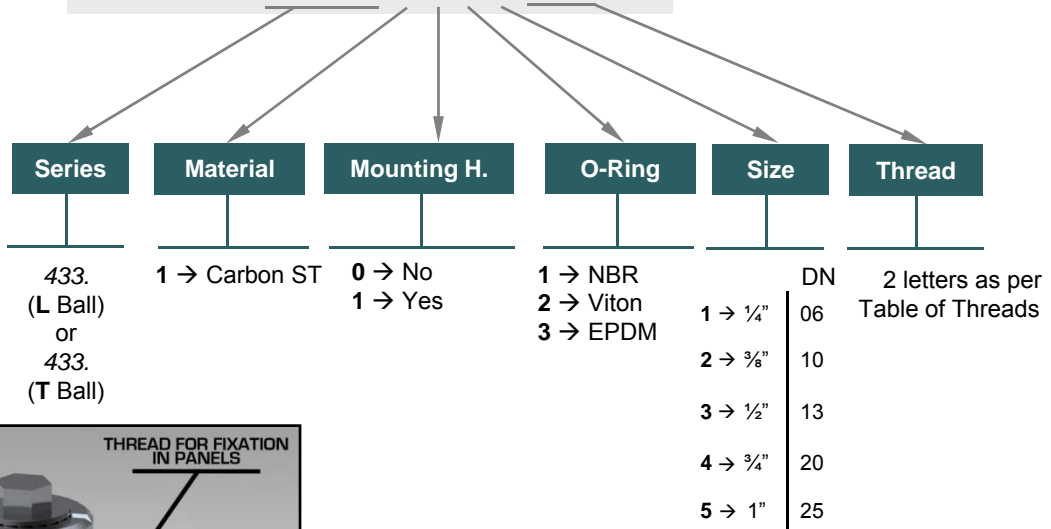 Series
Material
Mounting H.
O-Ring
Size
Thread
433.
(L Ball)
or
433.
(T Ball)
1 → Carbon ST
0 → No
1 → Yes
1 → NBR
2 → Viton
3 → EPDM
DN
1 → ¼” 06
2 → ⅜” 10
3 → ½” 13
4 → ¾” 20
5 → 1” 25
2 letters as per
Table of Threads
THREAD FOR FIXATION
IN PANELS